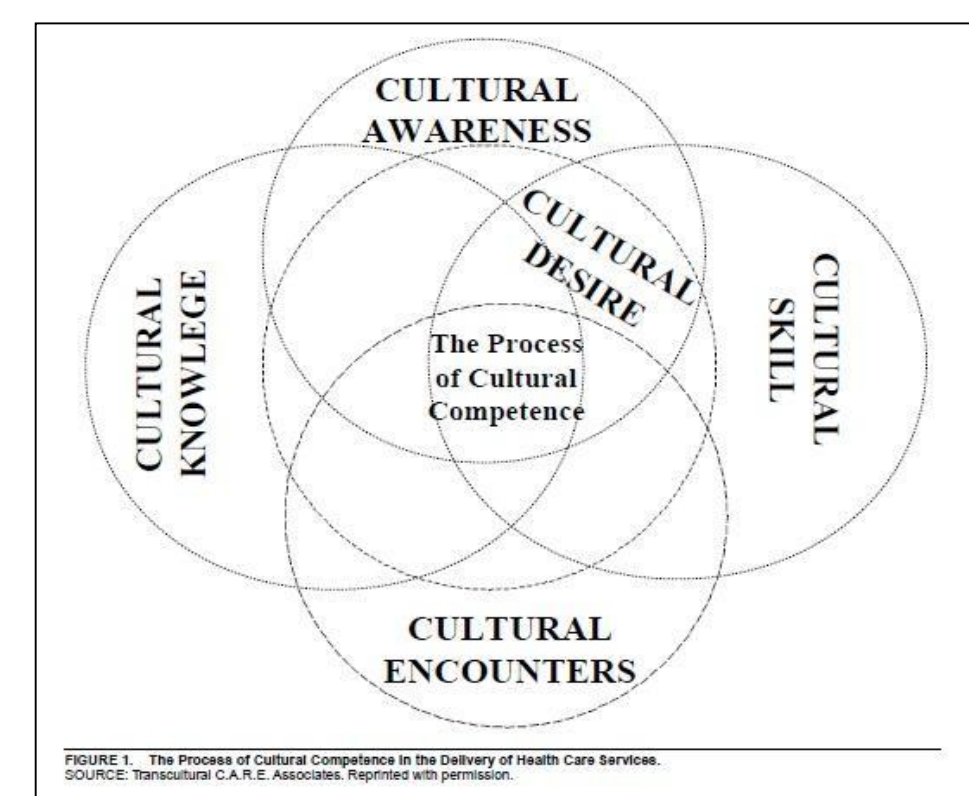 CULTURAL
AWARENESS
CULTURAL
DESIRE
CULTURAL
KNOWLEGE
CULTURAL
SKILL
The Process
of Cultural
Competence
CULTURAL
ENCOUNTERS
FIGURE 1. The Process of Cultural Competence in the Delivery of Health Care Services.
SOURCE: Transcultural C.A.R.E. Associates. Reprinted with permission.